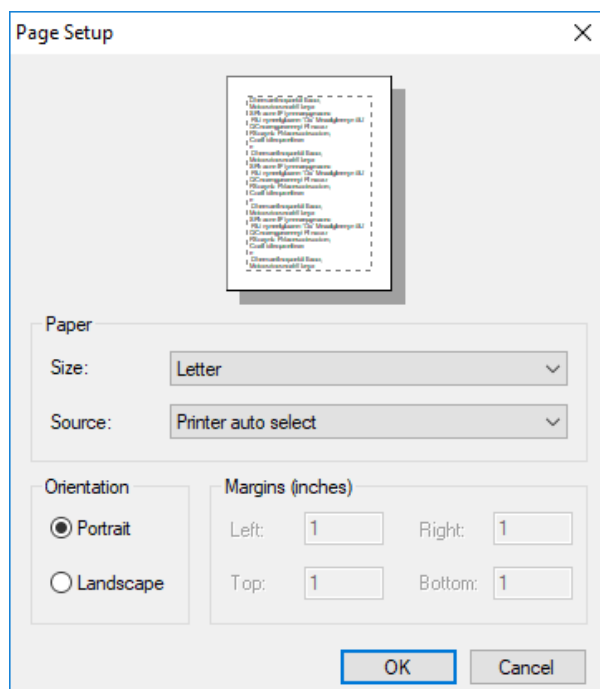 Page Setup
Paper
Size: Letter
Source: Printer auto select
Orientation
Portrait
Landscape
Margins (inches)
Left: 1 Right: 1
Top: 1 Bottom: 1
OK Cancel